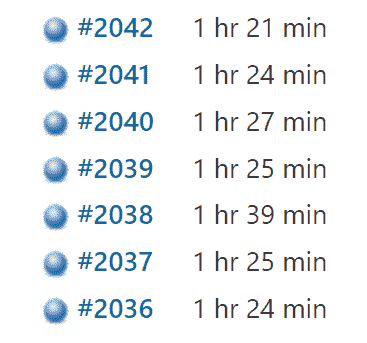 #2042 1 hr 21 min
#2041 1 hr 24 min
#2040 1 hr 27 min
#2039 1 hr 25 min
#2038 1 hr 39 min
#2037 1 hr 25 min
#2036 1 hr 24 min